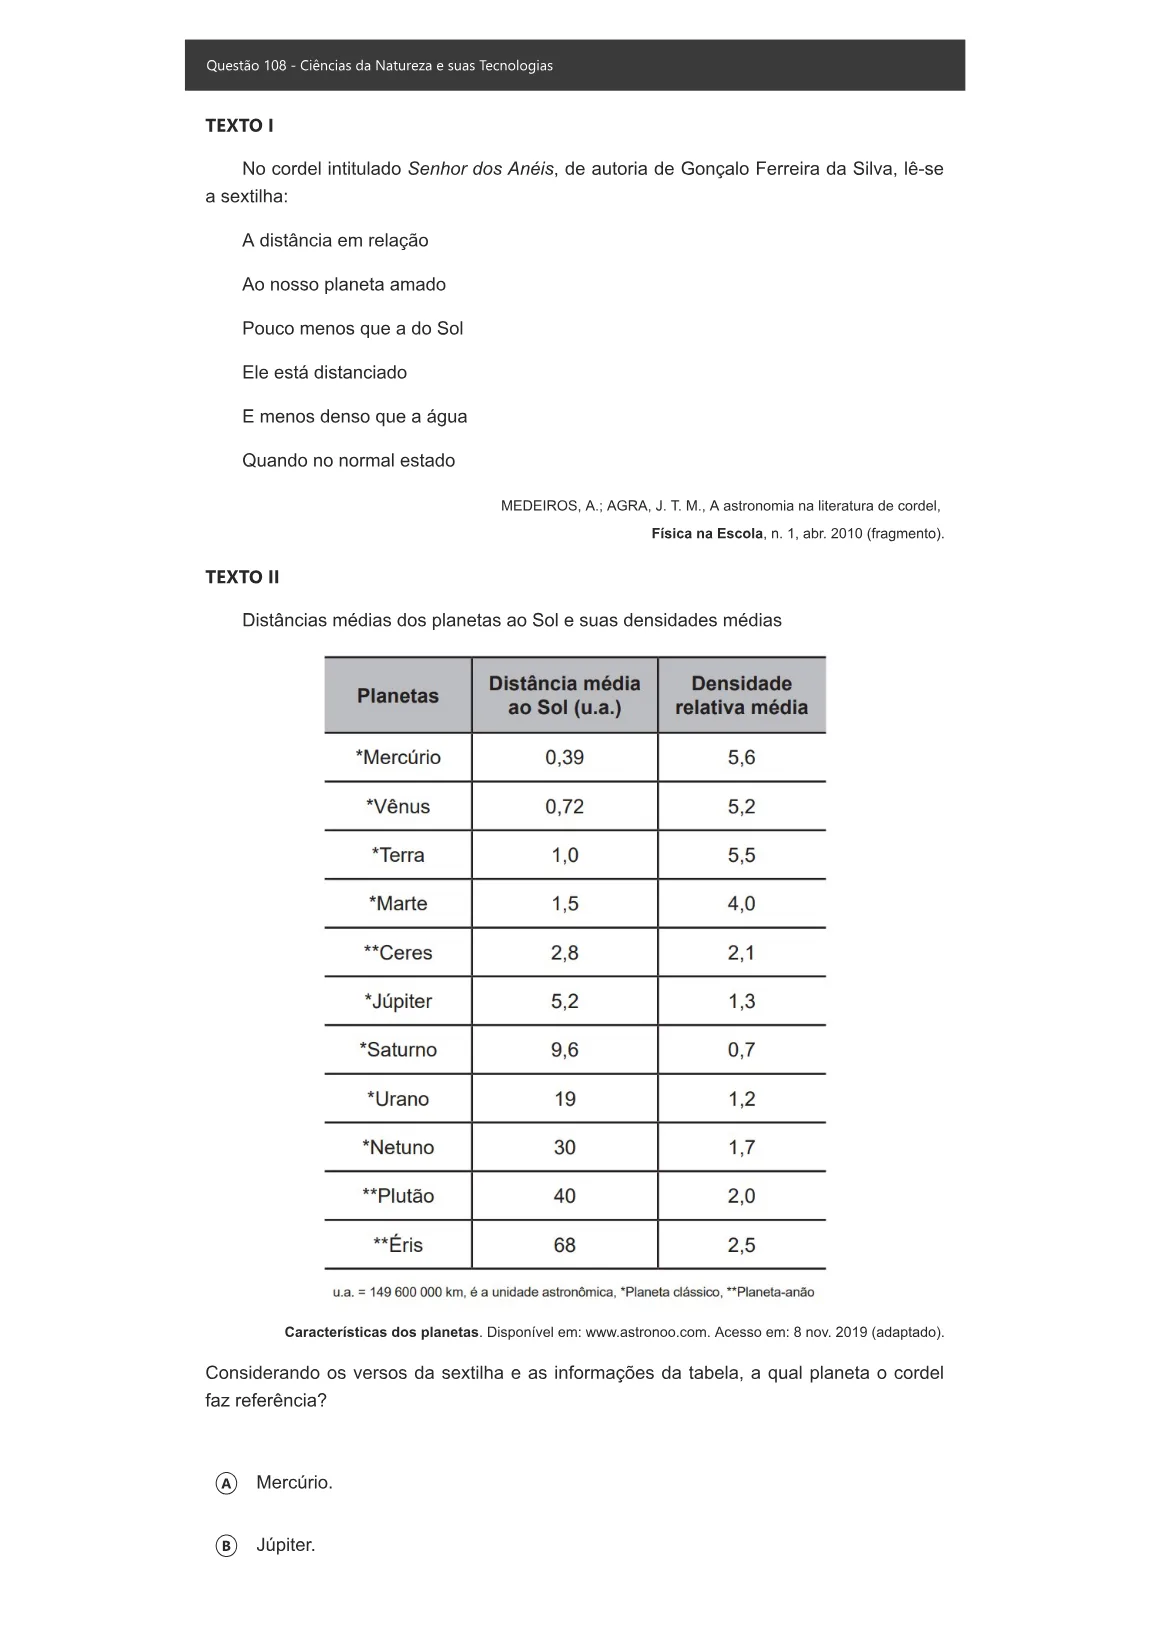 Questão 108 - Ciências da Natureza e suas Tecnologias
TEXTO I
No cordel intitulado Senhor dos Anéis, de autoria de Gonçalo Ferreira da Silva, lê-se
a sextilha:
A distância em relação
Ao nosso planeta amado
Pouco menos que a do Sol
Ele está distanciado
E menos denso que a água
Quando no normal estado
MEDEIROS, A.; AGRA, J. T. M., A astronomia na literatura de cordel,
Física na Escola, n. 1, abr. 2010 (fragmento).
TEXTO II
Distâncias médias dos planetas ao Sol e suas densidades médias
Planetas Distância média ao Sol (u.a.) Densidade relativa média
*Mercúrio 0,39 5,6
*Vênus 0,72 5,2
*Terra 1,0 5,5
*Marte 1,5 4,0
**Ceres 2,8 2,1
*Júpiter 5,2 1,3
*Saturno 9,6 0,7
*Urano 19 1,2
*Netuno 30 1,7
**Plutão 40 2,0
**Éris 68 2,5
u.a. = 149 600 000 km, é a unidade astronômica, *Planeta clássico, **Planeta-anão
Características dos planetas. Disponível em: www.astronoo.com. Acesso em: 8 nov. 2019 (adaptado).
Considerando os versos da sextilha e as informações da tabela, a qual planeta o cordel
faz referência?
A Mercúrio.
B Júpiter.